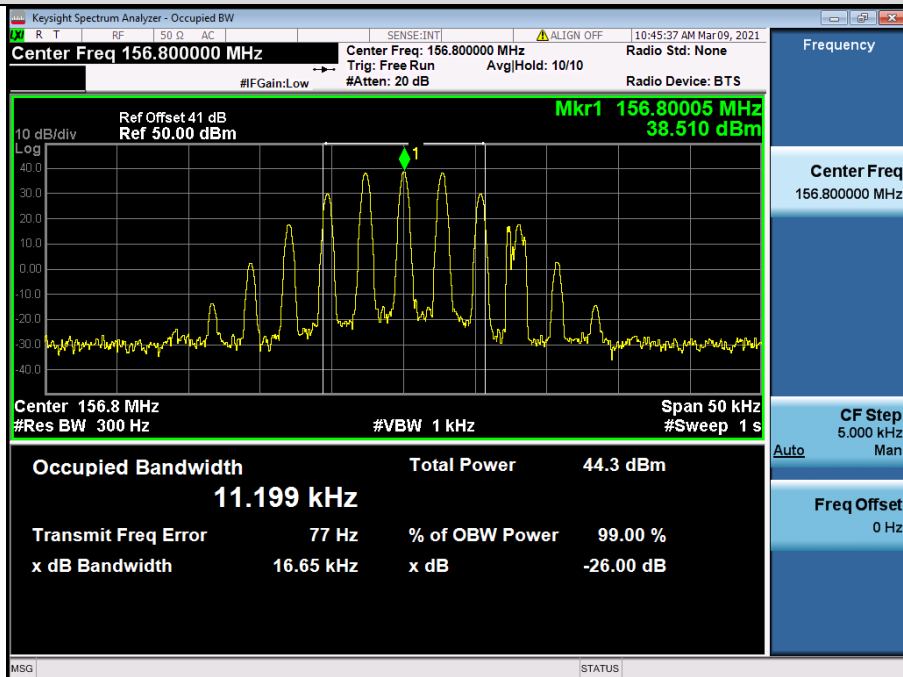 Keysight Spectrum Analyzer - Occupied BW
LXI R T RF 50 Ω AC SENSE:INT ALIGN OFF 10:45:37 AM Mar 09, 2021
Center Freq 156.800000 MHz
Center Freq: 156.800000 MHz
Radio Std: None
Trig: Free Run Avg|Hold: 10/10
#IFGain:Low
#Atten: 20 dB
Radio Device: BTS
Frequency
Mkr1 156.80005 MHz
38.510 dBm
Ref Offset 41 dB
10 dB/div Ref 50.00 dBm
Log
1
40.0
30.0
20.0
10.0
0.00
-10.0
-20.0
-30.0
-40.0
Center 156.8 MHz Span 50 kHz
#Res BW 300 Hz #VBW 1 kHz #Sweep 1 s
Occupied Bandwidth Total Power 44.3 dBm
11.199 kHz
Transmit Freq Error 77 Hz % of OBW Power 99.00 %
x dB Bandwidth 16.65 kHz x dB -26.00 dB
Center Freq
156.800000 MHz
CF Step
5.000 kHz
Auto Man
Freq Offset
0 Hz
MSG STATUS